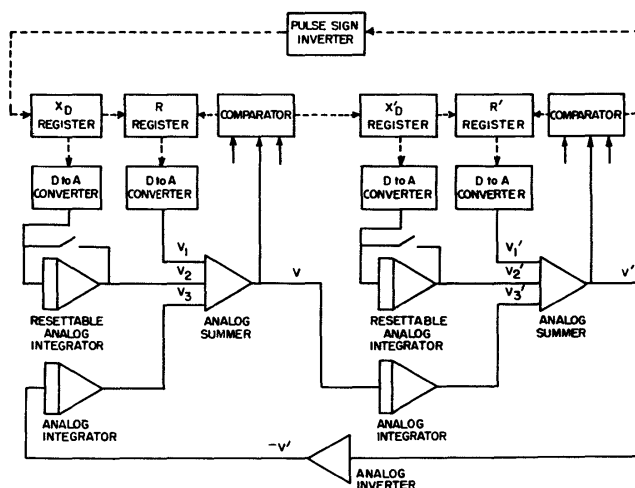 PULSE SIGN
INVERTER
XD
REGISTER
R
REGISTER
COMPARATOR
X'D
REGISTER
R'
REGISTER
COMPARATOR
D to A
CONVERTER
D to A
CONVERTER
D to A
CONVERTER
D to A
CONVERTER
V1
V2
V3
V
V1'
V2'
V3'
V'
RESETTABLE
ANALOG
INTEGRATOR
ANALOG
SUMMER
RESETTABLE
ANALOG
INTEGRATOR
ANALOG
SUMMER
ANALOG
INTEGRATOR
ANALOG
INTEGRATOR
-V'
ANALOG
INVERTER